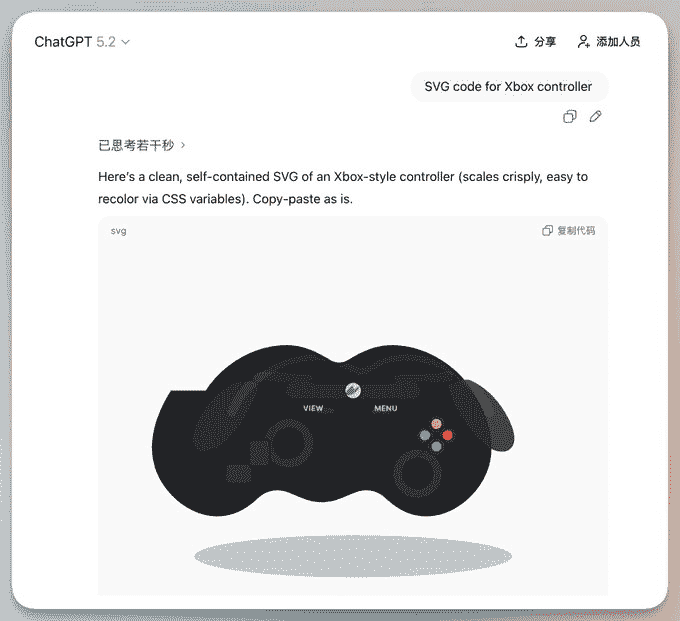 ChatGPT 5.2
分享
添加人员
SVG code for Xbox controller
已思考若干秒
Here's a clean, self-contained SVG of an Xbox-style controller (scales crisply, easy to
recolor via CSS variables). Copy-paste as is.
svg
复制代码
VIEW
MENU